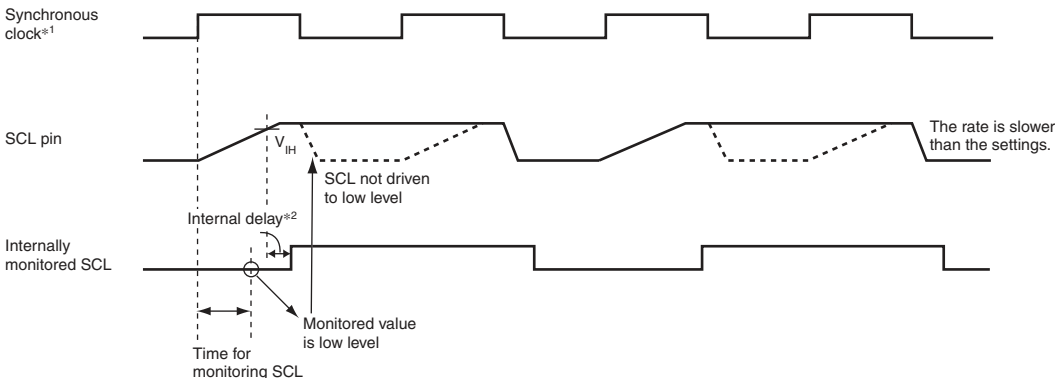 Synchronous
clock*1
SCL pin
VIH
The rate is slower
than the settings.
SCL not driven
to low level
Internal delay*2
Internally
monitored SCL
Monitored value
is low level
Time for
monitoring SCL